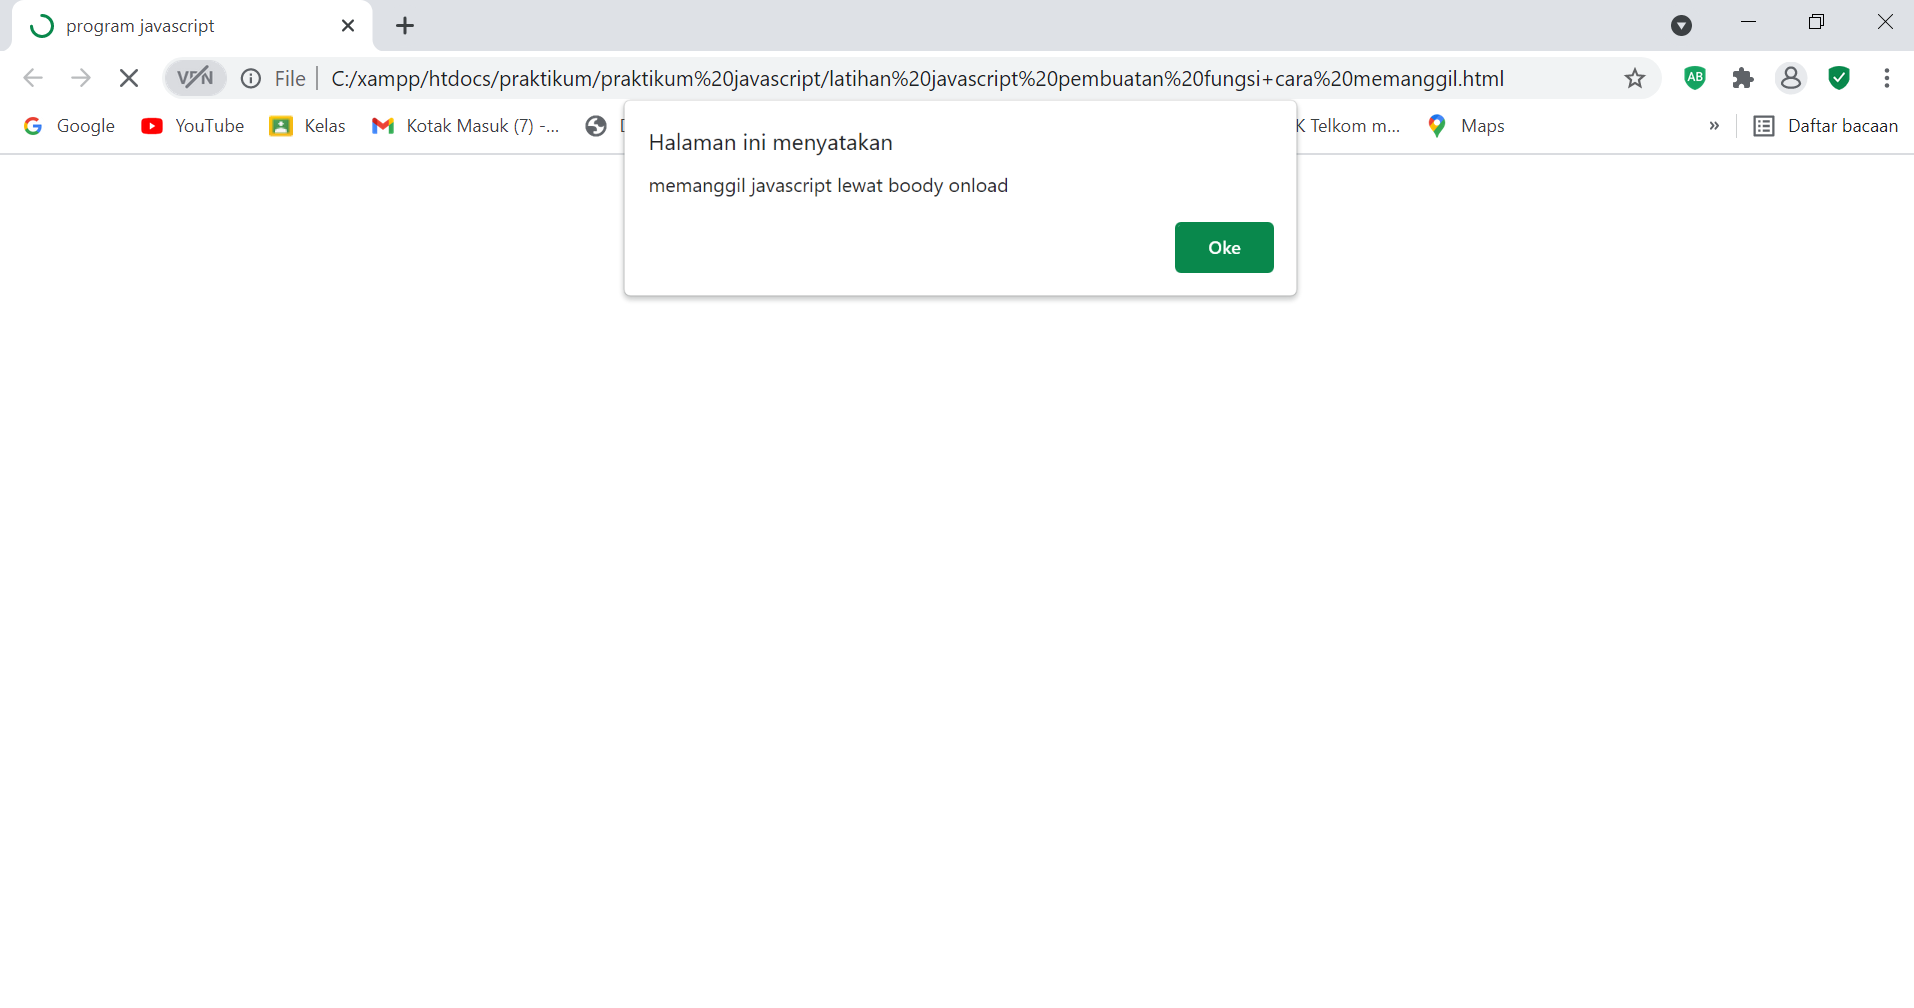 program javascript
VPN File C:/xampp/htdocs/praktikum/praktikum%20javascript/latihan%20javascript%20pembuatan%20fungsi+cara%20memanggil.html AB
Google YouTube Kelas Kotak Masuk (7) -... K Telkom m... Maps » Daftar bacaan
Halaman ini menyatakan
memanggil javascript lewat boody onload
Oke